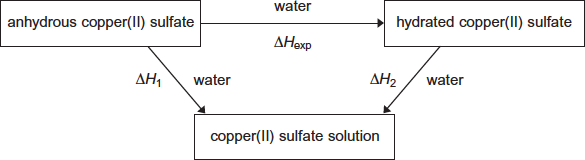 water
anhydrous copper(II) sulfate
hydrated copper(II) sulfate
ΔHexp
ΔH1
water
ΔH2
water
copper(II) sulfate solution